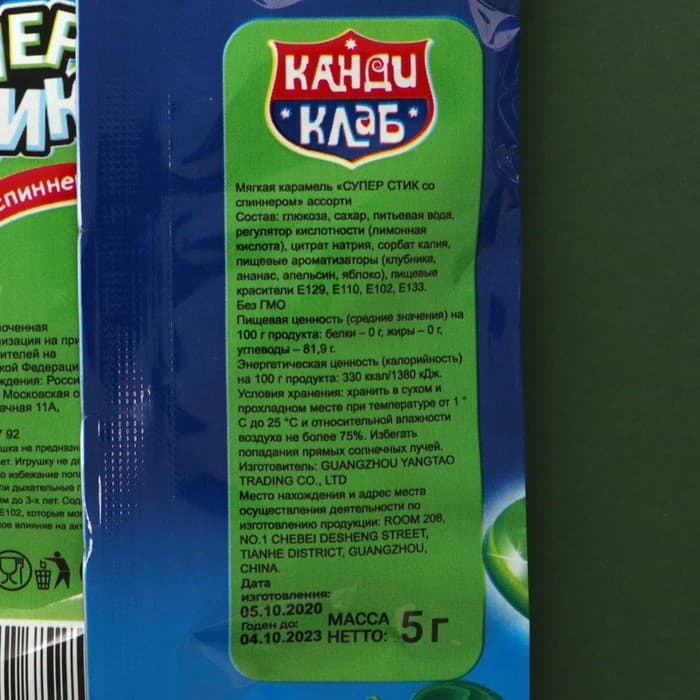 КАНДИ
КЛАБ
Мягкая карамель «СУПЕР СТИК со
спиннером» ассорти
Состав: глюкоза, сахар, питьевая вода,
регулятор кислотности (лимонная
кислота), цитрат натрия, сорбат калия,
пищевые ароматизаторы (клубника,
ананас, апельсин, яблоко), пищевые
красители Е129, Е110, Е102, Е133.
Без ГМО
Пищевая ценность (средние значения) на
100 г продукта: белки – 0 г, жиры – 0 г,
углеводы – 81,9 г.
Энергетическая ценность (калорийность)
на 100 г продукта: 330 ккал/1380 кДж.
Условия хранения: хранить в сухом и
прохладном месте при температуре от 1 °
С до 25 °С и относительной влажности
воздуха не более 75%. Избегать
попадания прямых солнечных лучей.
Изготовитель: GUANGZHOU YANGTAO
TRADING CO., LTD
Место нахождения и адрес места
осуществления деятельности по
изготовлению продукции: ROOM 208,
NO.1 CHEBEI DESHENG STREET,
TIANHE DISTRICT, GUANGZHOU,
CHINA.
Дата
изготовления:
05.10.2020
Годен до:
04.10.2023
МАССА
НЕТТО: 5 г